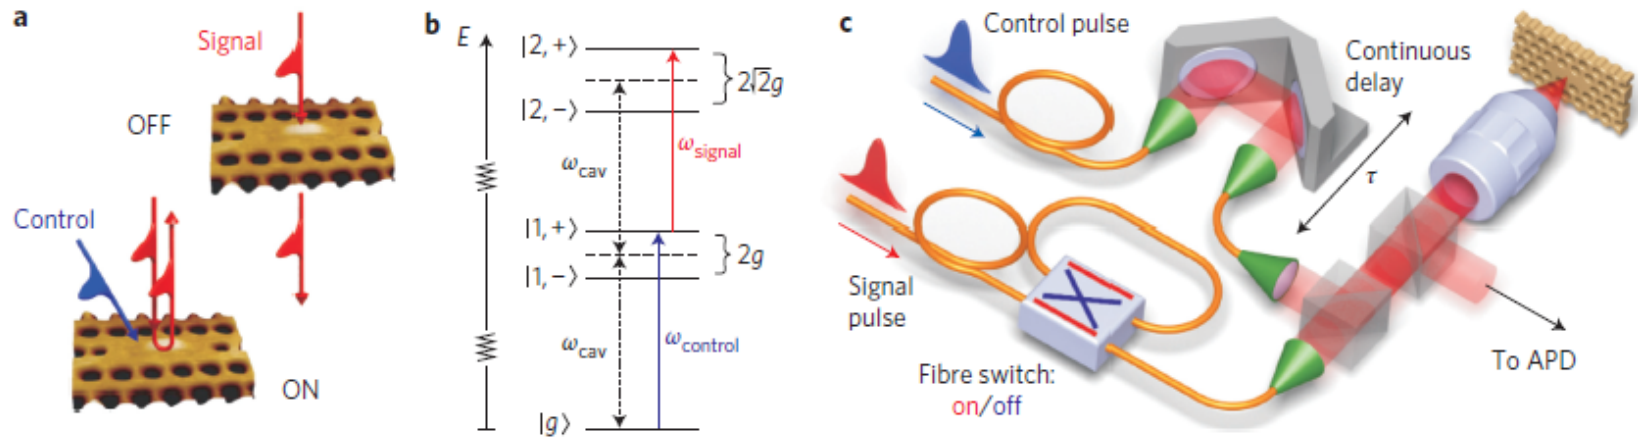 a
Signal
OFF
Control
ON
b
E
|2,+⟩
2√2g
|2,−⟩
ω_signal
ω_cav
|1,+⟩
2g
|1,−⟩
ω_cav
ω_control
|g⟩
c
Control pulse
Continuous
delay
τ
Signal
pulse
Fibre switch:
on/off
To APD